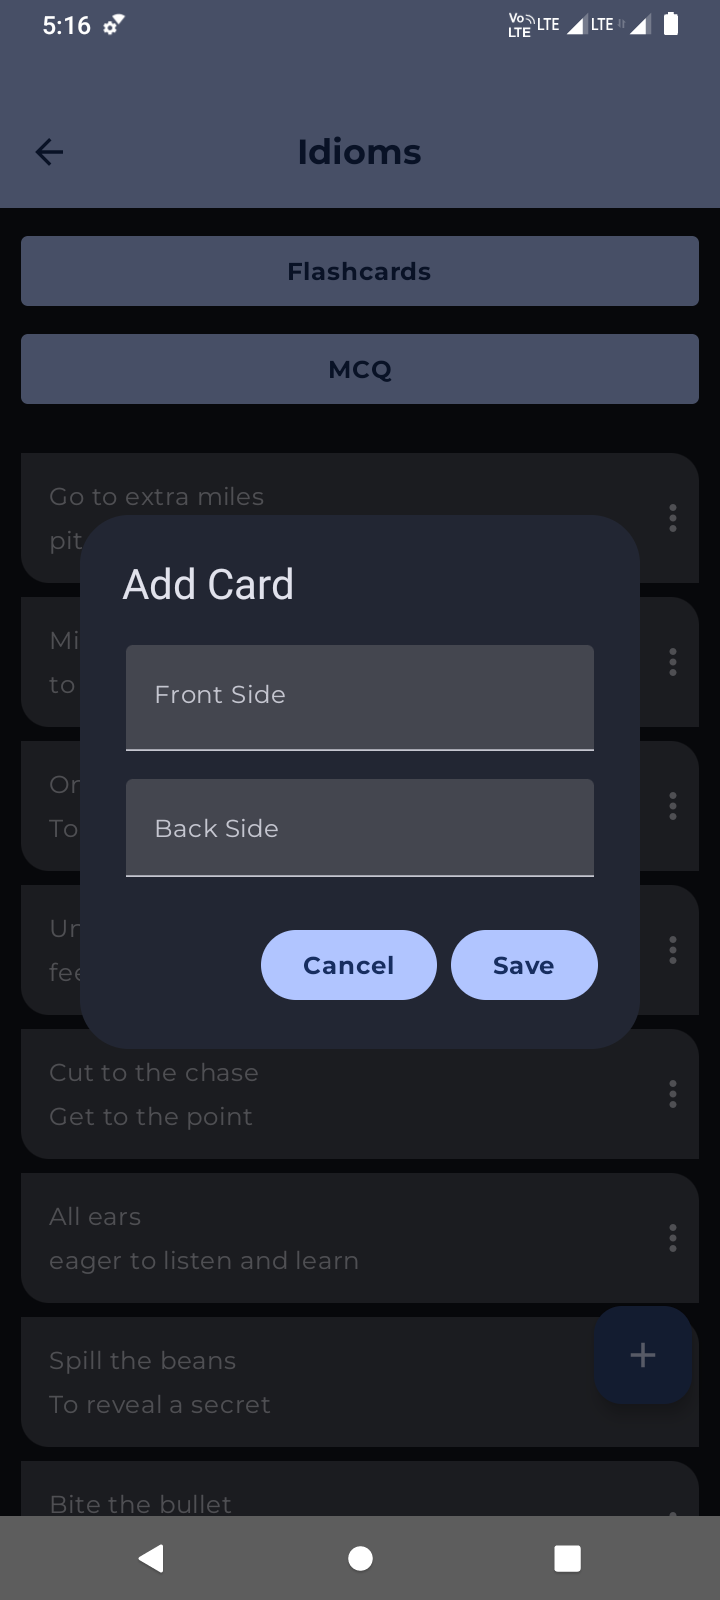 5:16
Vo LTE LTE LTE
Idioms
Flashcards
MCQ
Go to extra miles
pit
Add Card
Mi
Front Side
to
Or
Back Side
To
Ur
Cancel
Save
fee
Cut to the chase
Get to the point
All ears
eager to listen and learn
Spill the beans
To reveal a secret
Bite the bullet